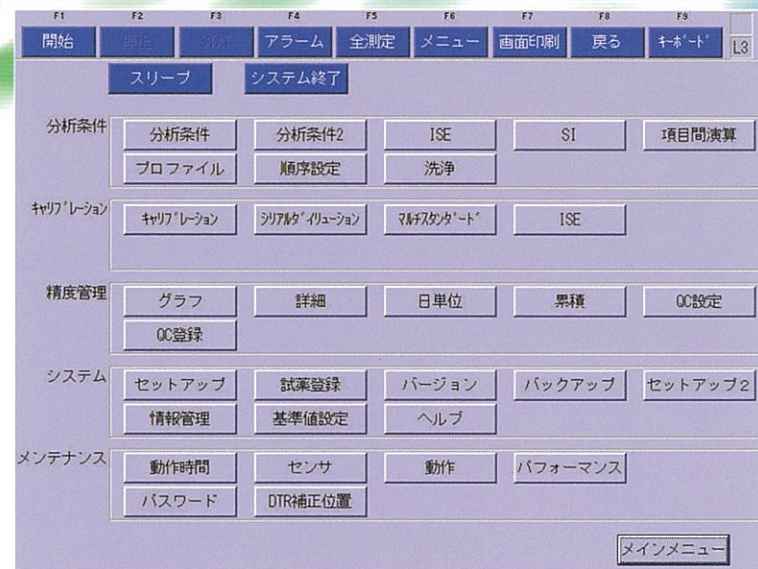 F1 F2 F3 F4 F5 F6 F7 F8 F9
開始 停止 アラーム 全測定 メニュー 画面印刷 戻る キーボード L3
スリープ システム終了
分析条件 分析条件 分析条件2 ISE SI 項目間演算
プロファイル 順序設定 洗浄
キャリブレーション キャリブレーション シリアルダイリューション マルチスタンダード ISE
精度管理 グラフ 詳細 日単位 累積 QC設定
QC登録
システム セットアップ 試薬登録 バージョン バックアップ セットアップ2
情報管理 基準値設定 ヘルプ
メンテナンス 動作時間 センサ 動作 パフォーマンス
パスワード DTR補正位置
メインメニュー